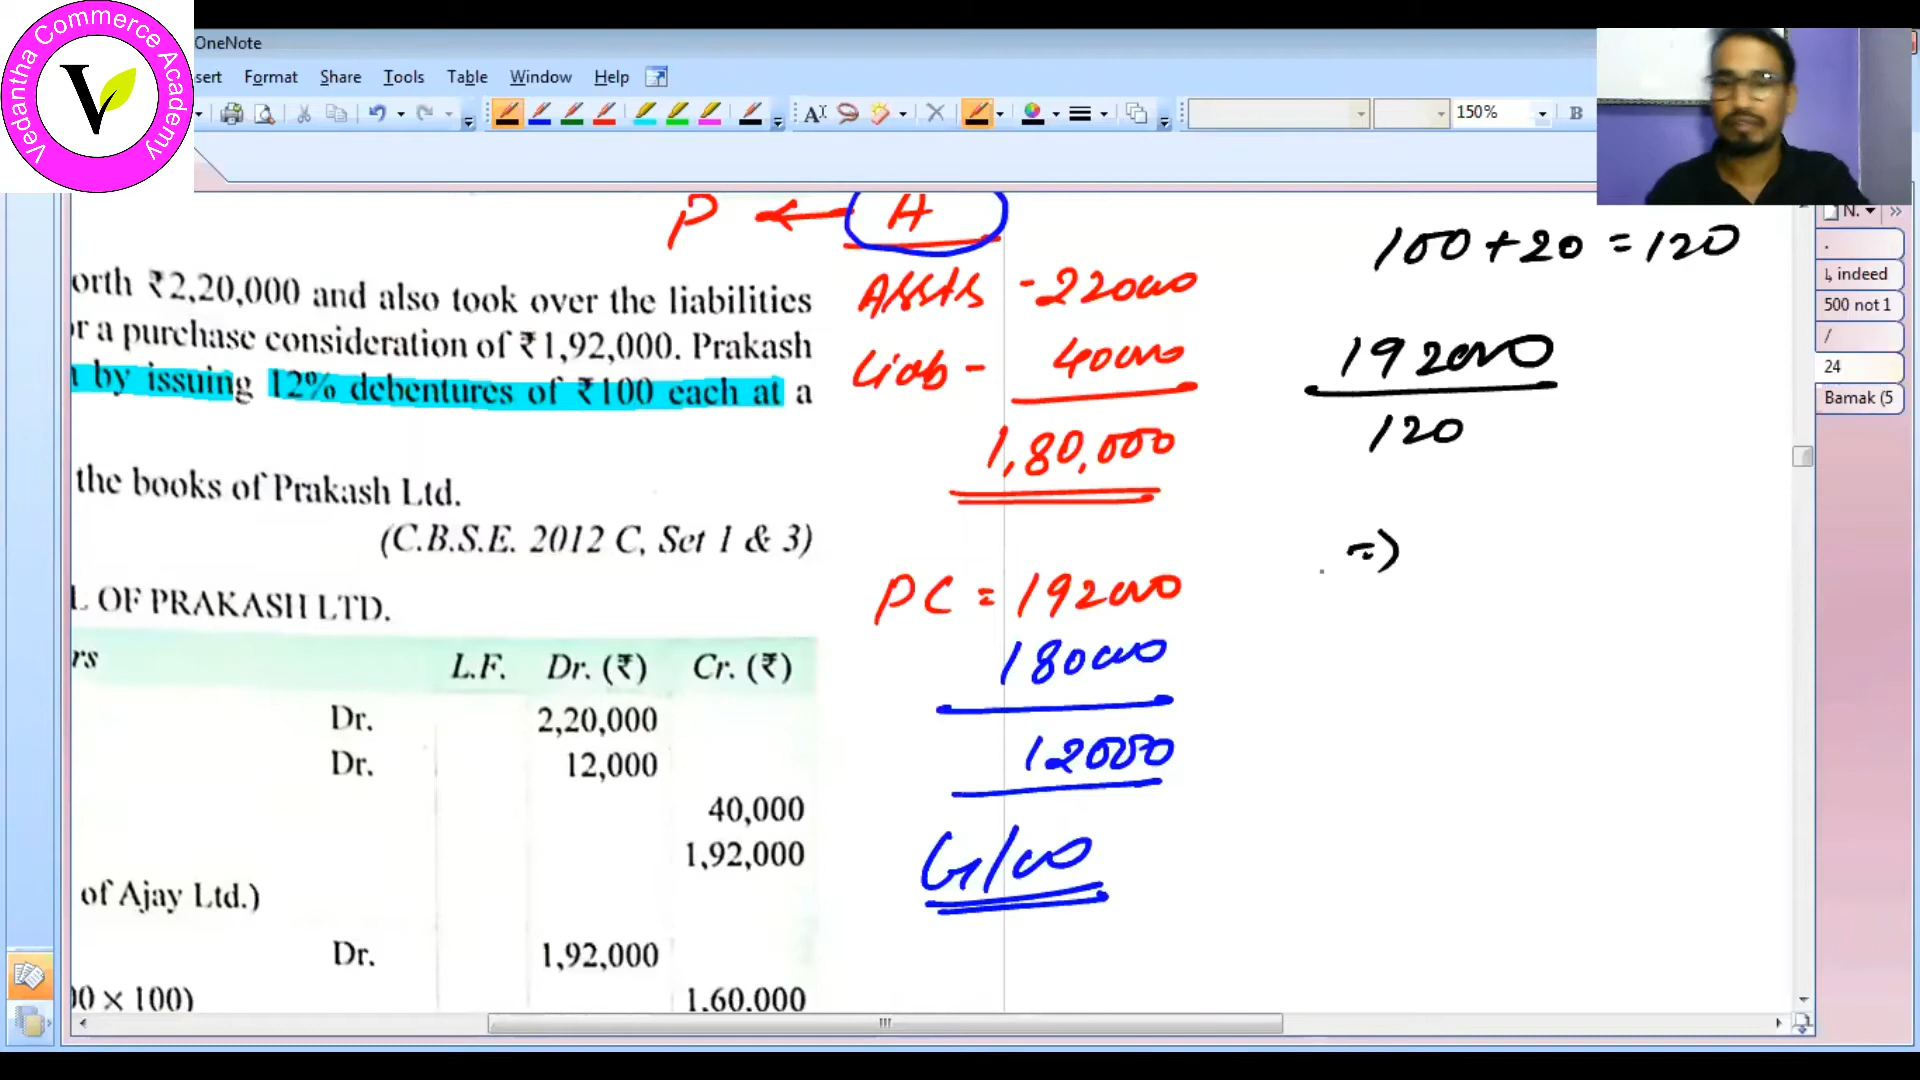 Vedantha Commerce Academy
V
OneNote
sert Format Share Tools Table Window Help
150% B
N.
.
indeed
500 not 1
/
24
Bamak (5
P ← A
orth ₹2,20,000 and also took over the liabilities
r a purchase consideration of ₹1,92,000. Prakash
by issuing 12% debentures of ₹100 each at a
the books of Prakash Ltd.
(C.B.S.E. 2012 C, Set 1 & 3)
L OF PRAKASH LTD.
rs L.F. Dr. (₹) Cr. (₹)
Dr. 2,20,000
Dr. 12,000
40,000
1,92,000
of Ajay Ltd.)
Dr. 1,92,000
00 × 100) 1,60,000
Assts - 220000
Liab - 40000
1,80,000
PC = 192000
180000
12000
G/W
100+20 = 120
192000
120
=)